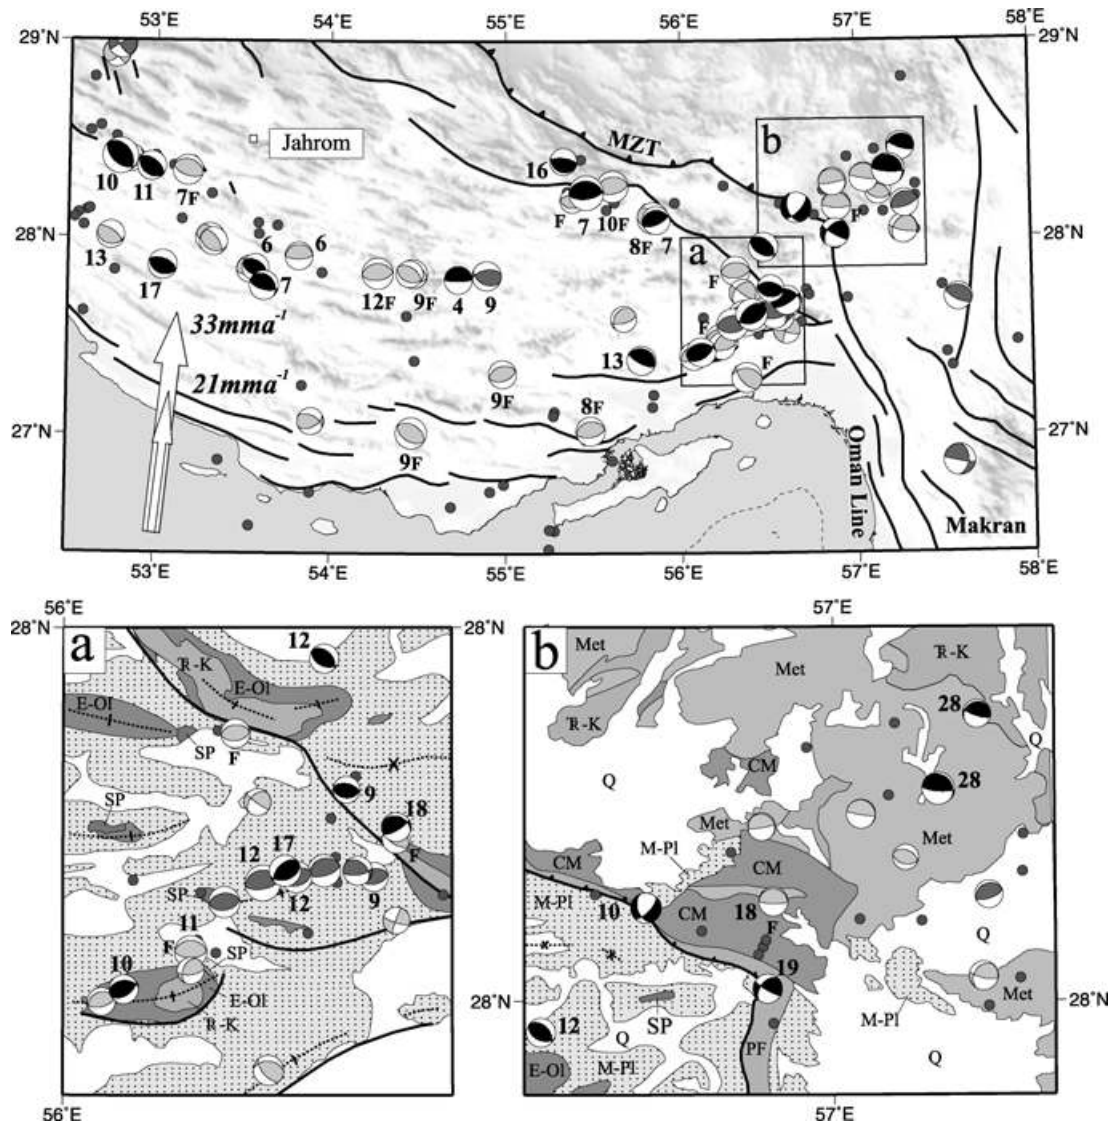 53°E 54°E 55°E 56°E 57°E 58°E
29°N 29°N
MZT
b
Jahrom
16
10 11 7F
F 7 10F
F
8F 7
28°N 28°N
13 6 6
a
17 7
F
12F 9F 4 9
33mma⁻¹
F
13
F
21mma⁻¹
9F
8F
27°N 27°N
9F
Oman Line
Makran
53°E 54°E 55°E 56°E 57°E 58°E
56°E 57°E
28°N 28°N
a
12
b
Met Met Ꞧ-K
Ꞧ-K
E-Ol
28
E-Ol
Ꞧ-K
Q
SP
F
Q
CM
28
SP
9
18
Met
Met
F
M-Pl
17
12
CM
CM
SP
12
9
M-Pl
10
CM
18
F
Q
11
F
SP
10
19
Met
E-Ol
28°N 28°N
Ꞧ-K
SP
M-Pl
12
Q
PF
Q
E-Ol
M-Pl
56°E 57°E